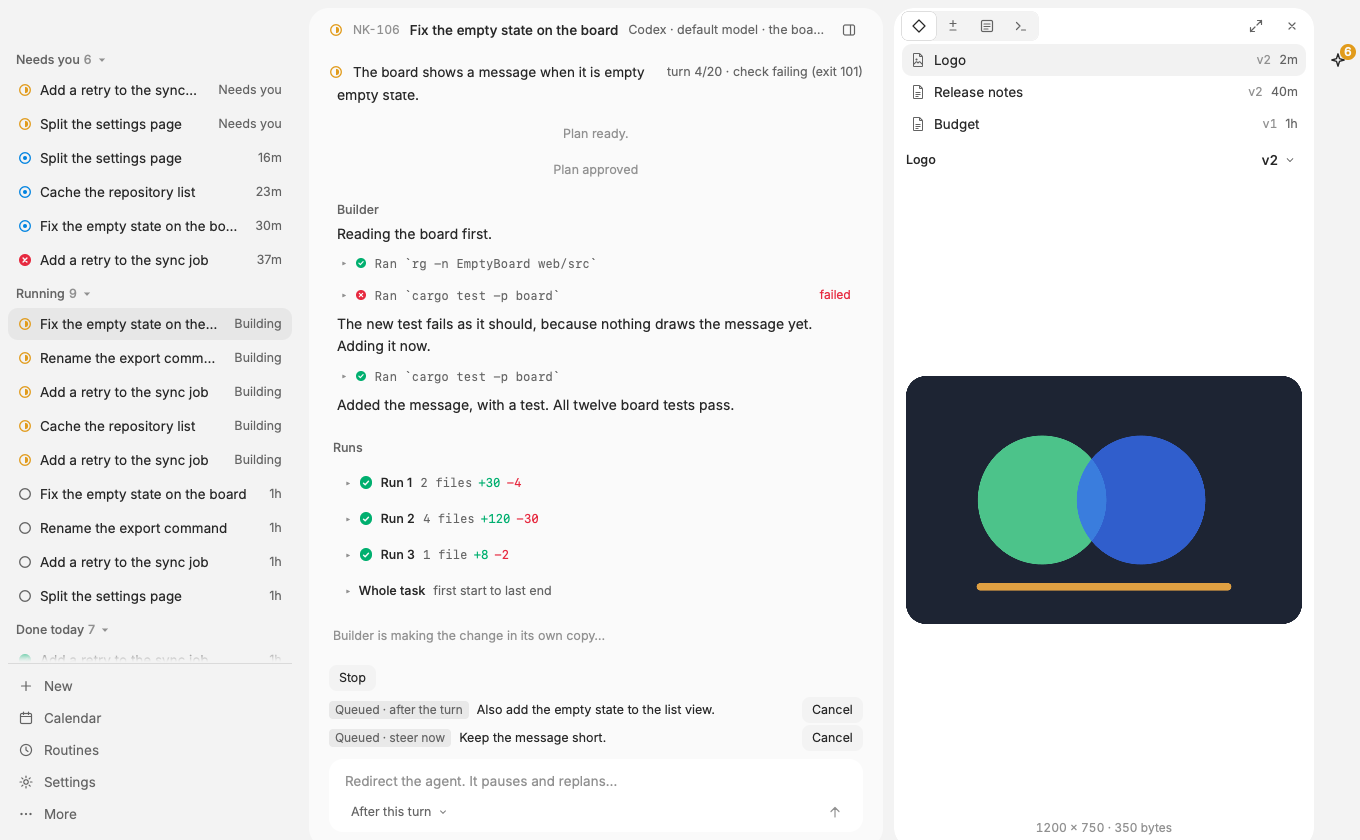 Needs you 6
Add a retry to the sync... Needs you
Split the settings page Needs you
Split the settings page 16m
Cache the repository list 23m
Fix the empty state on the bo... 30m
Add a retry to the sync job 37m
Running 9
Fix the empty state on the... Building
Rename the export comm... Building
Add a retry to the sync job Building
Cache the repository list Building
Add a retry to the sync job Building
Fix the empty state on the board 1h
Rename the export command 1h
Add a retry to the sync job 1h
Split the settings page 1h
Done today 7
Add a retry to the sync job 1h
New
Calendar
Routines
Settings
More
NK-106 Fix the empty state on the board Codex · default model · the boa...
The board shows a message when it is empty turn 4/20 · check failing (exit 101)
empty state.
Plan ready.
Plan approved
Builder
Reading the board first.
Ran `rg -n EmptyBoard web/src`
Ran `cargo test -p board` failed
The new test fails as it should, because nothing draws the message yet.
Adding it now.
Ran `cargo test -p board`
Added the message, with a test. All twelve board tests pass.
Runs
Run 1 2 files +30 −4
Run 2 4 files +120 −30
Run 3 1 file +8 −2
Whole task first start to last end
Builder is making the change in its own copy...
Stop
Queued · after the turn Also add the empty state to the list view. Cancel
Queued · steer now Keep the message short. Cancel
Redirect the agent. It pauses and replans...
After this turn
Logo v2 2m
Release notes v2 40m
Budget v1 1h
Logo v2
1200 × 750 · 350 bytes
6